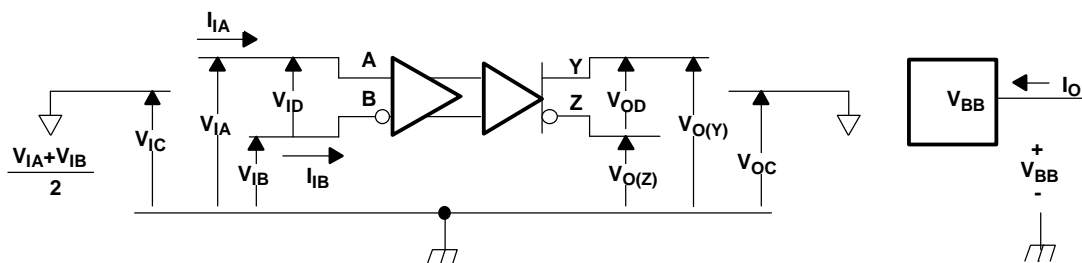 I_IA
A
B
Y
Z
V_IC
V_IA
V_ID
V_IB
I_IB
V_IA+V_IB
2
V_OD
V_O(Z)
V_O(Y)
V_OC
V_BB
I_O
+
V_BB
-